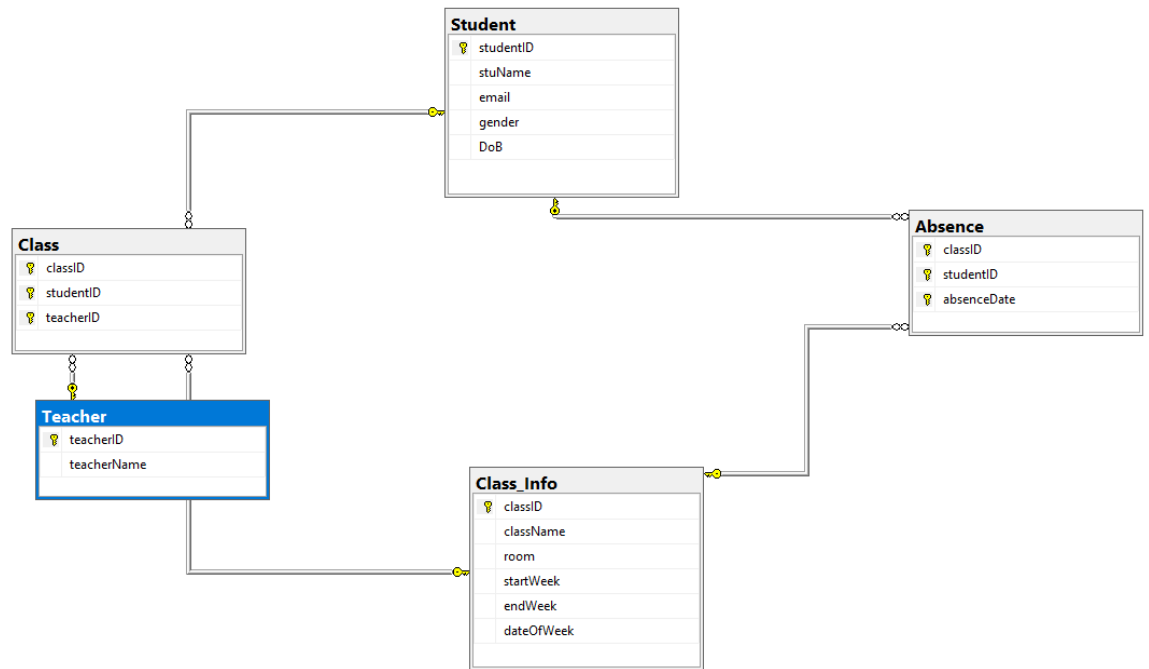 Student
studentID
stuName
email
gender
DoB
Absence
classID
studentID
absenceDate
Class
classID
studentID
teacherID
Teacher
teacherID
teacherName
Class_Info
classID
className
room
startWeek
endWeek
dateOfWeek